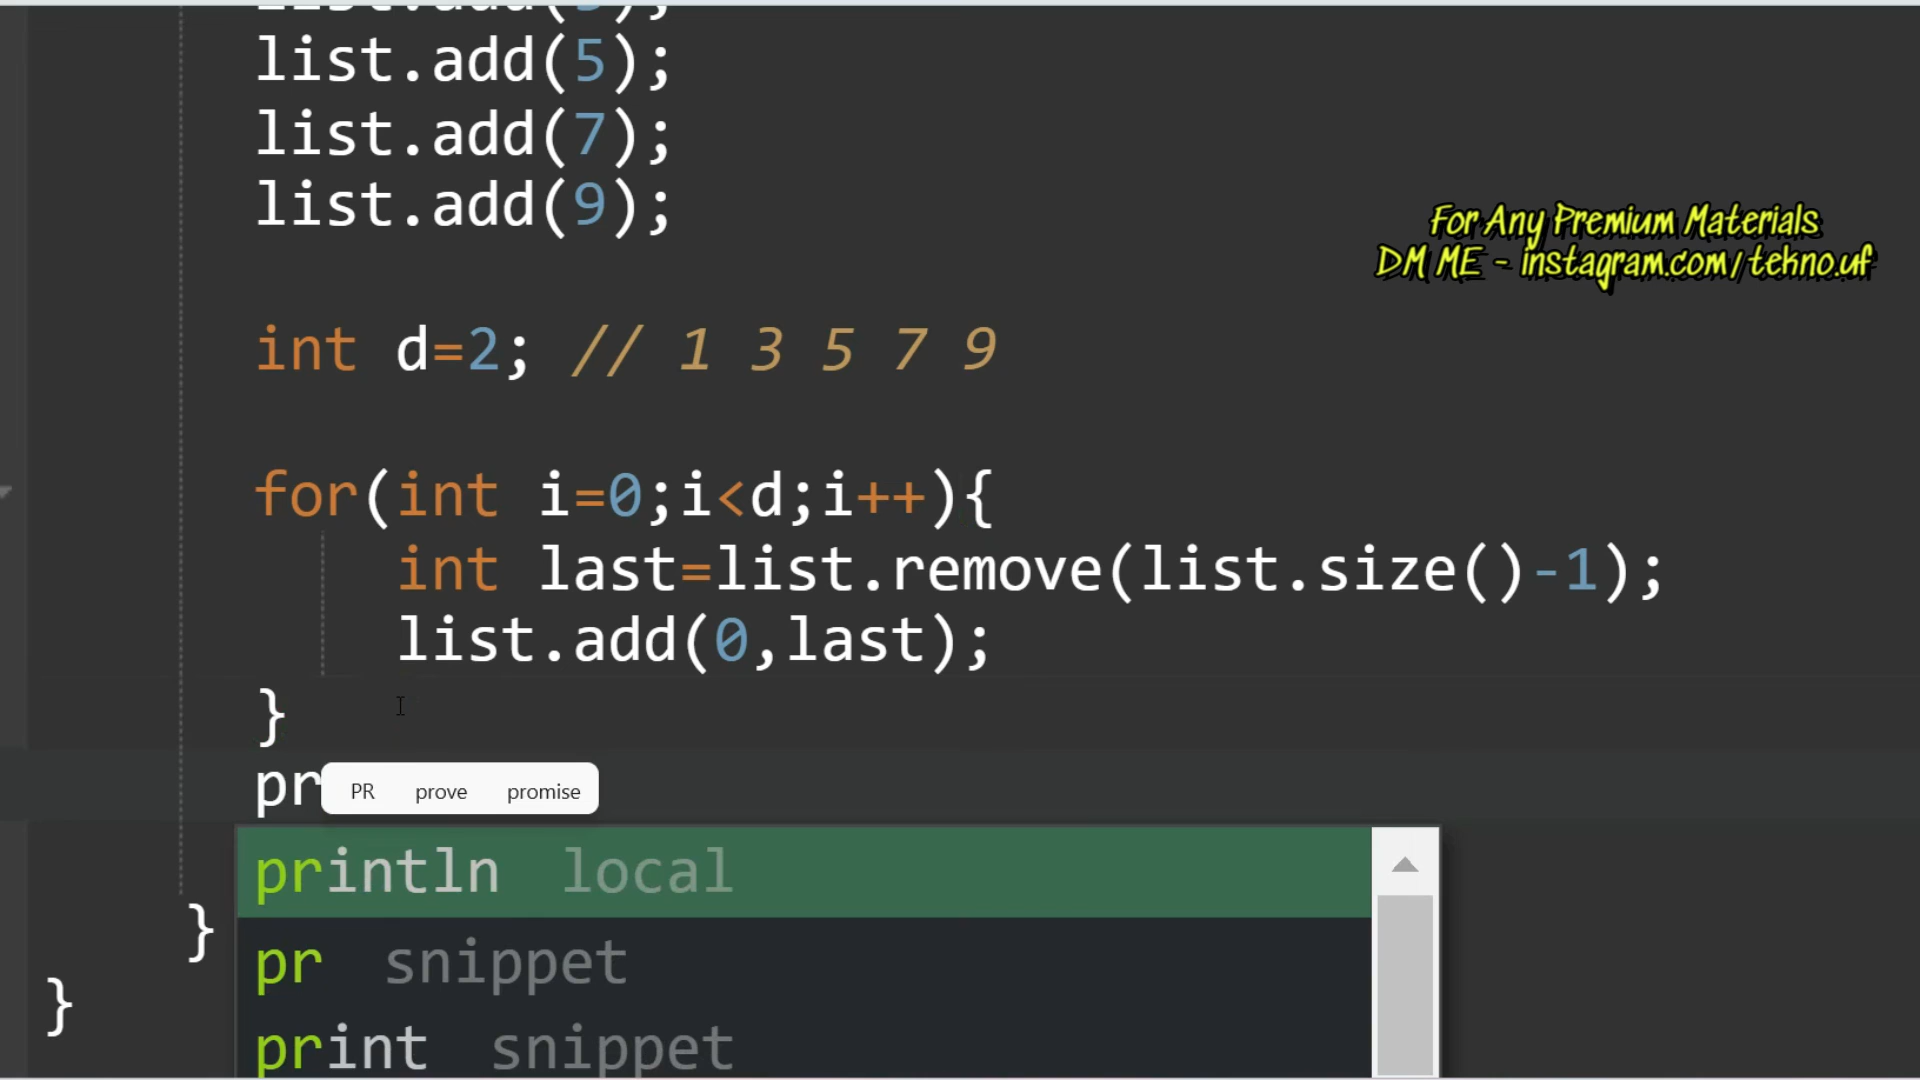 list.add(5);
list.add(7);
list.add(9);
For Any Premium Materials
DM ME - instagram.com/tekno.uf
int d=2; // 1 3 5 7 9
for(int i=0;i<d;i++){
int last=list.remove(list.size()-1);
list.add(0,last);
}
pr
PR prove promise
println local
}
pr snippet
}
print snippet